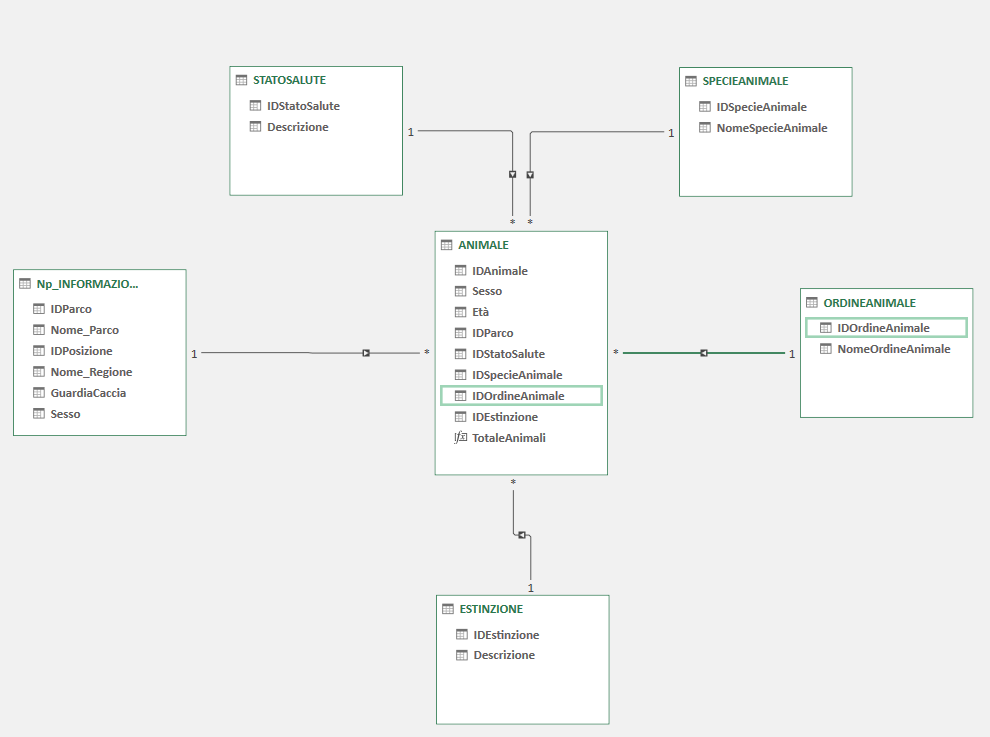 STATOSALUTE
IDStatoSalute
Descrizione
1
SPECIEANIMALE
IDSpecieAnimale
NomeSpecieAnimale
1
*
*
Np_INFORMAZIO...
IDParco
Nome_Parco
IDPosizione
Nome_Regione
GuardiaCaccia
Sesso
1
*
ANIMALE
IDAnimale
Sesso
Età
IDParco
IDStatoSalute
IDSpecieAnimale
IDOrdineAnimale
IDEstinzione
fx TotaleAnimali
*
1
ORDINEANIMALE
IDOrdineAnimale
NomeOrdineAnimale
*
1
ESTINZIONE
IDEstinzione
Descrizione